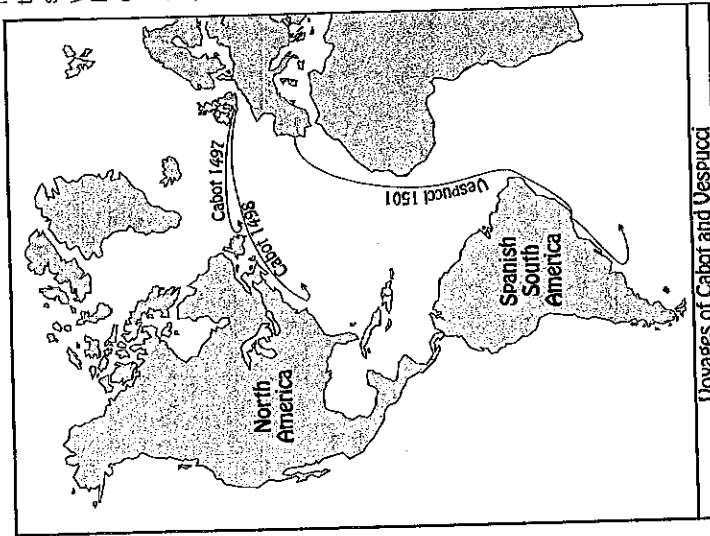 Cabot 1497
Cabot 1498
Vespucci 1501
North
America
Spanish
South
America
Voyages of Cabot and Vespucci